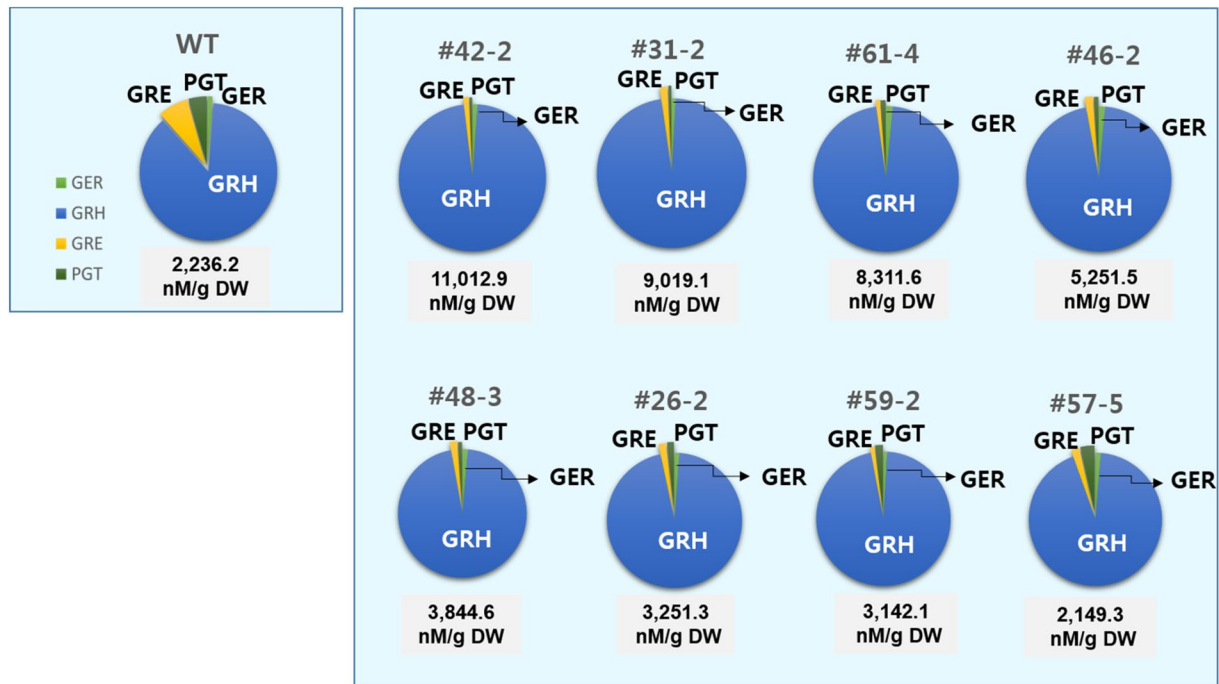 WT
GRE PGT GER
GRH
GER
GRH
GRE
PGT
2,236.2
nM/g DW
#42-2
GRE PGT
GER
GRH
11,012.9
nM/g DW
#31-2
GRE PGT
GER
GRH
9,019.1
nM/g DW
#61-4
GRE PGT
GER
GRH
8,311.6
nM/g DW
#46-2
GRE PGT
GER
GRH
5,251.5
nM/g DW
#48-3
GRE PGT
GER
GRH
3,844.6
nM/g DW
#26-2
GRE PGT
GER
GRH
3,251.3
nM/g DW
#59-2
GRE PGT
GER
GRH
3,142.1
nM/g DW
#57-5
GRE PGT
GER
GRH
2,149.3
nM/g DW